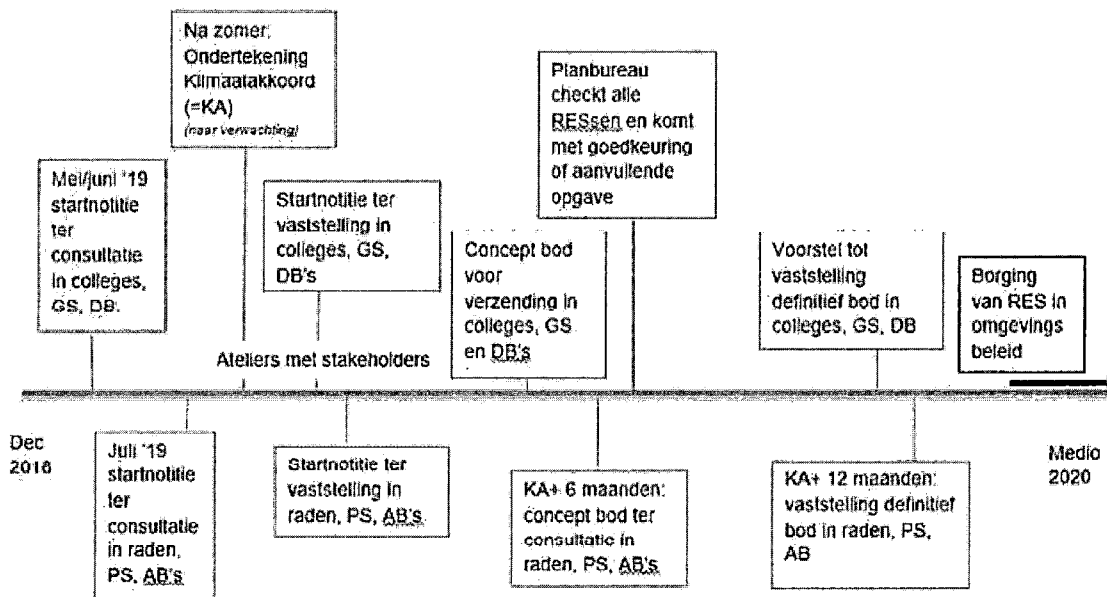 Na zomer:
Ondertekening
Klimaatakkoord
(=KA)
(naar verwachting)
Planbureau
checkt alle
RESsen en komt
met goedkeuring
of aanvullende
opgave
Mei/juni '19
startnotitie
ter
consultatie
in colleges,
GS, DB.
Startnotitie ter
vaststelling in
colleges, GS,
DB's
Concept bod
voor
verzending in
colleges, GS
en DB's
Voorstel tot
vaststelling
definitief bod in
colleges, GS, DB
Borging
van RES in
omgevings
beleid
Ateliers met stakeholders
Dec
2018
Juli '19
startnotitie
ter
consultatie
in raden,
PS, AB's
Startnotitie ter
vaststelling in
raden, PS, AB's
KA+ 6 maanden:
concept bod ter
consultatie in
raden, PS, AB's
KA+ 12 maanden:
vaststelling definitief
bod in raden, PS,
AB
Medio
2020